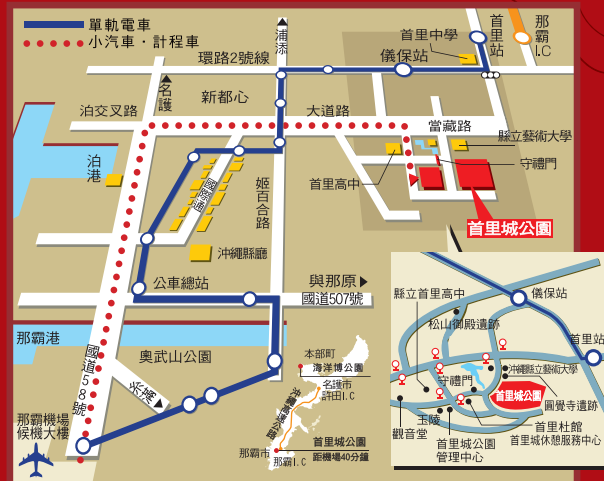 單軌電車
小汽車・計程車
浦添
首里中學
首里站
那霸I.C
儀保站
環路2號線
名護
新都心
泊交叉路
大道路
當藏路
縣立藝術大學
守禮門
泊港
首里高中
國際通
姬百合路
首里城公園
沖繩縣廳
公車總站
與那原
國道507號
那霸港
國道58號
奧武山公園
系滿
那霸機場
候機大樓
本部町
海洋博公園
名護市
許田I.C
沖繩高速公路
首里城公園
那霸市
那霸I.C
距機場40分鐘
縣立首里高中
儀保站
松山御殿遺跡
首里站
守禮門
沖繩縣立藝術大學
首里城公園
圓覺寺遺跡
玉陵
觀音堂
首里杜館
首里城休憩服務中心
首里城公園
管理中心